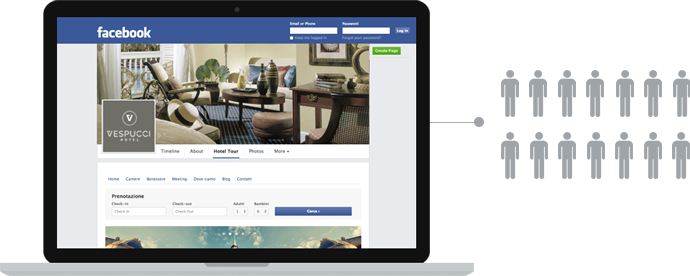 facebook
Email or Phone Password
Keep me logged in Forgot your password?
Log In
Create Page
V
VESPUCCI
HOTEL
Timeline About Hotel Tour Photos More
Home Camere Benessere Meeting Dove siamo Blog Contatti
Prenotazione
Check-in Check-out Adulti Bambini
Check in Check-Out 1 0 Cerca ›